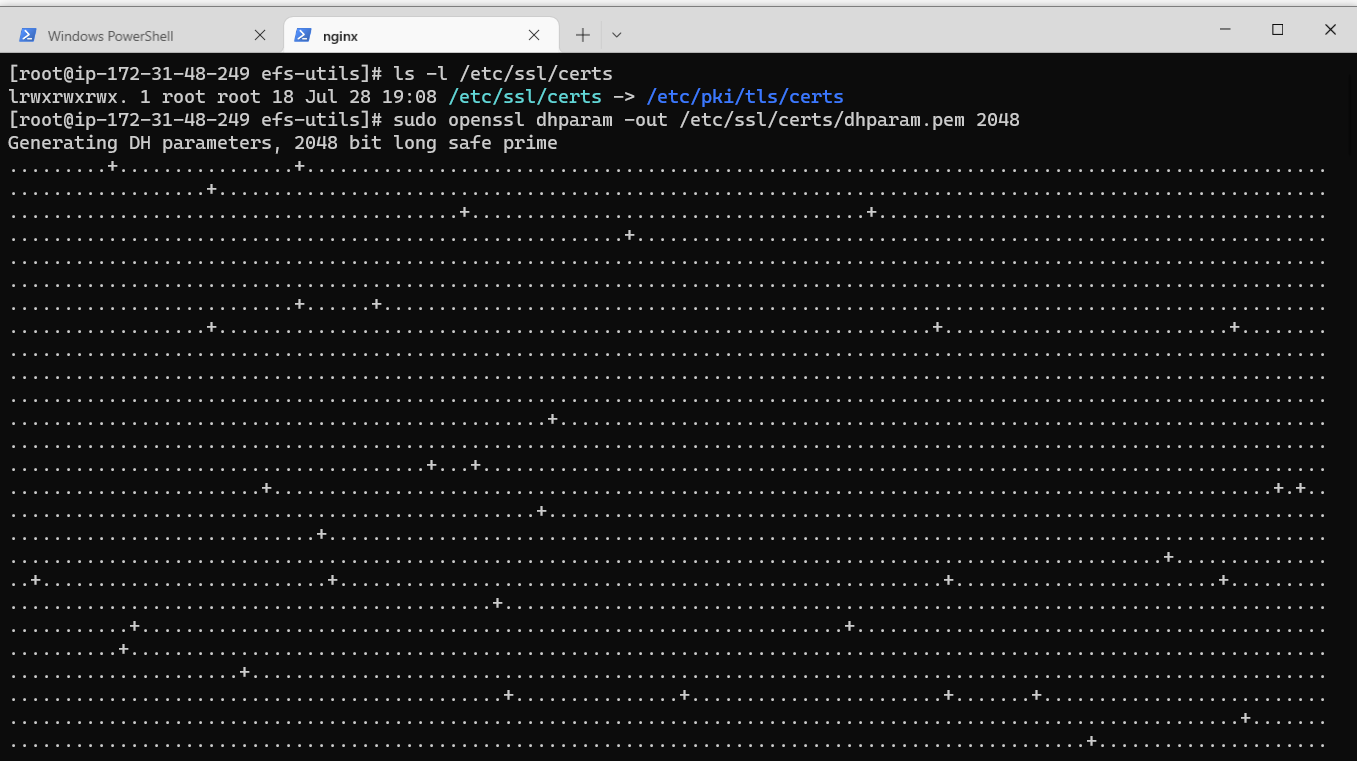 Windows PowerShell
nginx
[root@ip-172-31-48-249 efs-utils]# ls -l /etc/ssl/certs
lrwxrwxrwx. 1 root root 18 Jul 28 19:08 /etc/ssl/certs -> /etc/pki/tls/certs
[root@ip-172-31-48-249 efs-utils]# sudo openssl dhparam -out /etc/ssl/certs/dhparam.pem 2048
Generating DH parameters, 2048 bit long safe prime